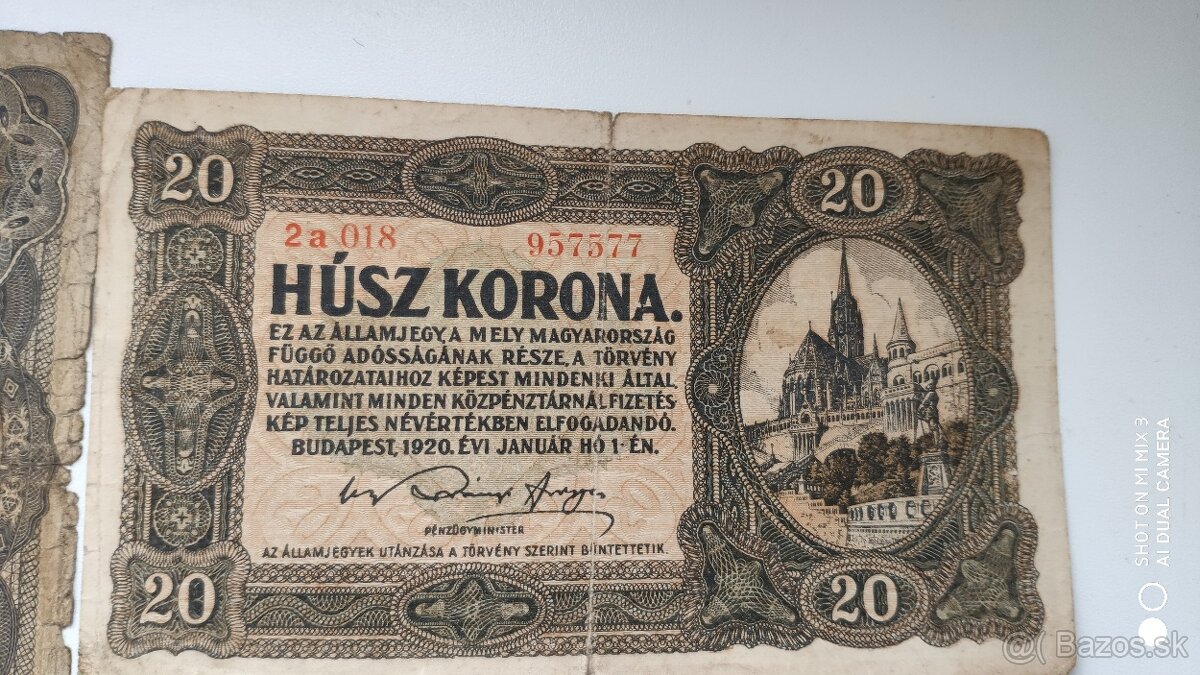 20
20
2a 018 957577
HÚSZ KORONA.
EZ AZ ÁLLAMJEGY, A MELY MAGYARORSZÁG
FÜGGŐ ADÓSSÁGÁNAK RÉSZE, A TÖRVÉNY
HATÁROZATAIHOZ KÉPEST MINDENKI ÁLTAL,
VALAMINT MINDEN KÖZPÉNZTÁRNÁL FIZETÉS
KÉP TELJES NÉVÉRTÉKBEN ELFOGADANDÓ.
BUDAPEST, 1920. ÉVI JANUÁR HÓ 1-ÉN.
PÉNZÜGYMINISTER
AZ ÁLLAMJEGYEK UTÁNZÁSA A TÖRVÉNY SZERINT BÜNTETTETIK.
20
20
SHOT ON MI MIX 3
AI DUAL CAMERA
Bazos.sk